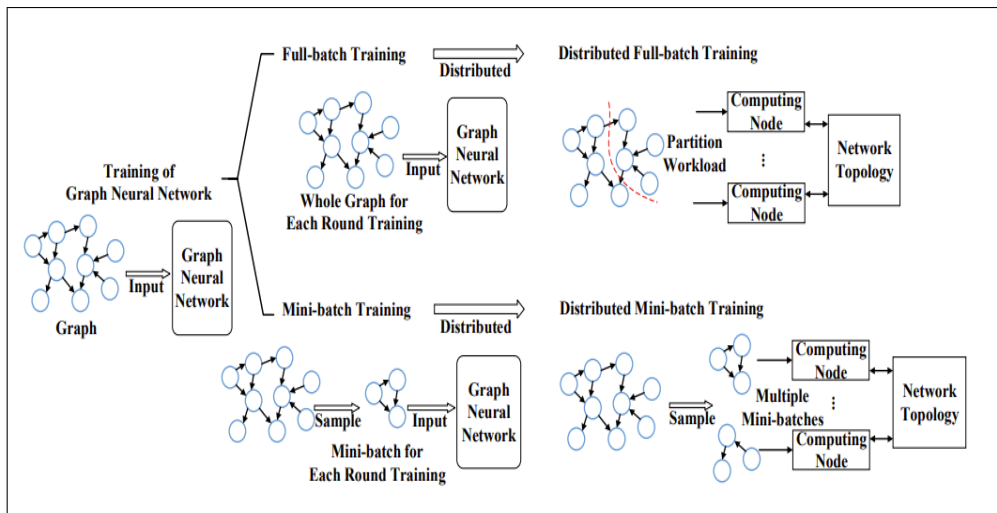 Training of
Graph Neural Network
Input
Graph
Graph
Neural
Network
Full-batch Training
Distributed
Whole Graph for
Each Round Training
Input
Graph
Neural
Network
Distributed Full-batch Training
Partition
Workload
Computing
Node
...
Computing
Node
Network
Topology
Mini-batch Training
Distributed
Sample
Input
Mini-batch for
Each Round Training
Graph
Neural
Network
Distributed Mini-batch Training
Sample
Multiple
Mini-batches
Computing
Node
...
Computing
Node
Network
Topology